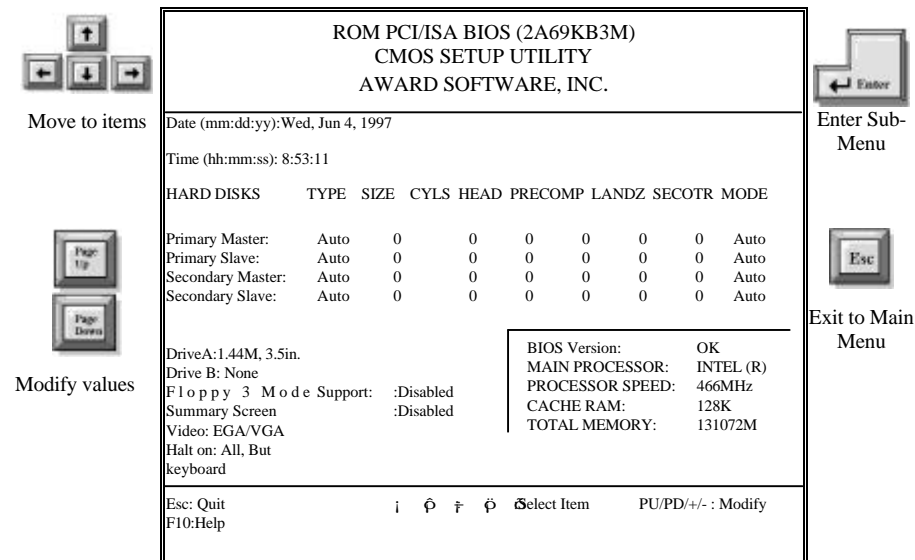 ROM PCI/ISA BIOS (2A69KB3M)
CMOS SETUP UTILITY
AWARD SOFTWARE, INC.
Move to items
Enter
Enter Sub-
Menu
Date (mm:dd:yy):Wed, Jun 4, 1997
Time (hh:mm:ss): 8:53:11
HARD DISKS TYPE SIZE CYLS HEAD PRECOMP LANDZ SECOTR MODE
Primary Master: Auto 0 0 0 0 0 0 Auto
Primary Slave: Auto 0 0 0 0 0 0 Auto
Secondary Master: Auto 0 0 0 0 0 0 Auto
Secondary Slave: Auto 0 0 0 0 0 0 Auto
Page
Up
Page
Down
Modify values
Esc
Exit to Main
Menu
DriveA:1.44M, 3.5in.
Drive B: None
Floppy 3 Mode Support: :Disabled
Summary Screen :Disabled
Video: EGA/VGA
Halt on: All, But
keyboard
BIOS Version: OK
MAIN PROCESSOR: INTEL (R)
PROCESSOR SPEED: 466MHz
CACHE RAM: 128K
TOTAL MEMORY: 131072M
Esc: Quit Select Item PU/PD/+/- : Modify
F10:Help